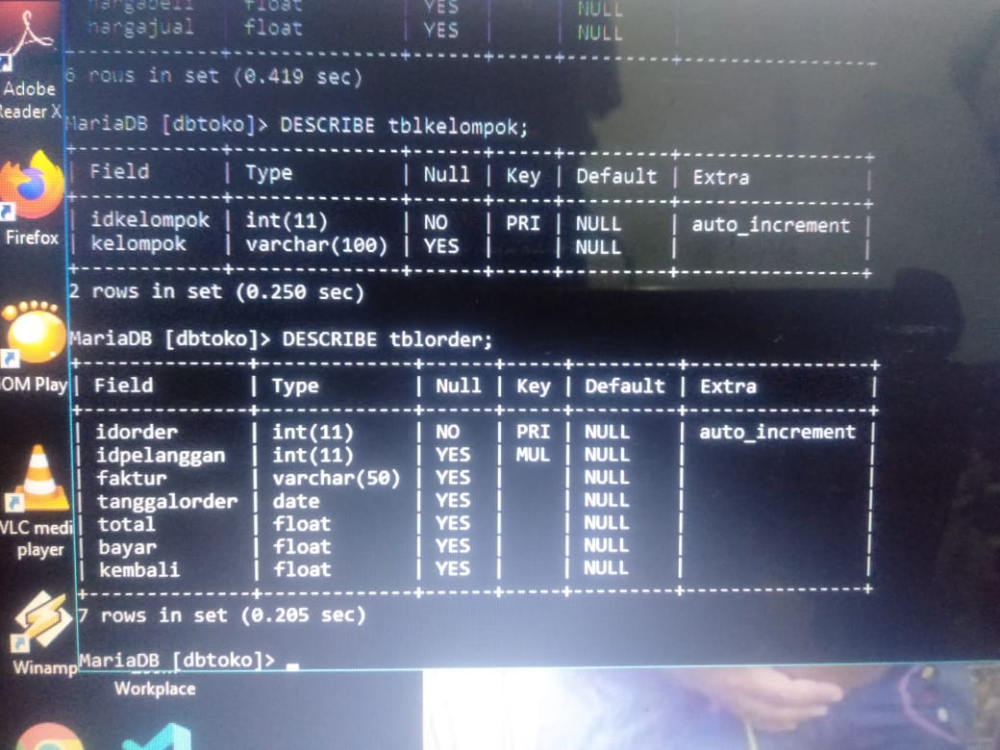 hargabeli | float | YES | | NULL
hargajual | float | YES | | NULL | |
6 rows in set (0.419 sec)
MariaDB [dbtoko]> DESCRIBE tblkelompok;
| Field | Type | Null | Key | Default | Extra |
| idkelompok | int(11) | NO | PRI | NULL | auto_increment |
| kelompok | varchar(100) | YES | | NULL | |
2 rows in set (0.250 sec)
MariaDB [dbtoko]> DESCRIBE tblorder;
| Field | Type | Null | Key | Default | Extra |
| idorder | int(11) | NO | PRI | NULL | auto_increment |
| idpelanggan | int(11) | YES | MUL | NULL | |
| faktur | varchar(50) | YES | | NULL | |
| tanggalorder | date | YES | | NULL | |
| total | float | YES | | NULL | |
| bayar | float | YES | | NULL | |
| kembali | float | YES | | NULL | |
7 rows in set (0.205 sec)
MariaDB [dbtoko]>
Adobe
Reader X
Firefox
GOM Play
VLC medi
player
Winamp
Workplace